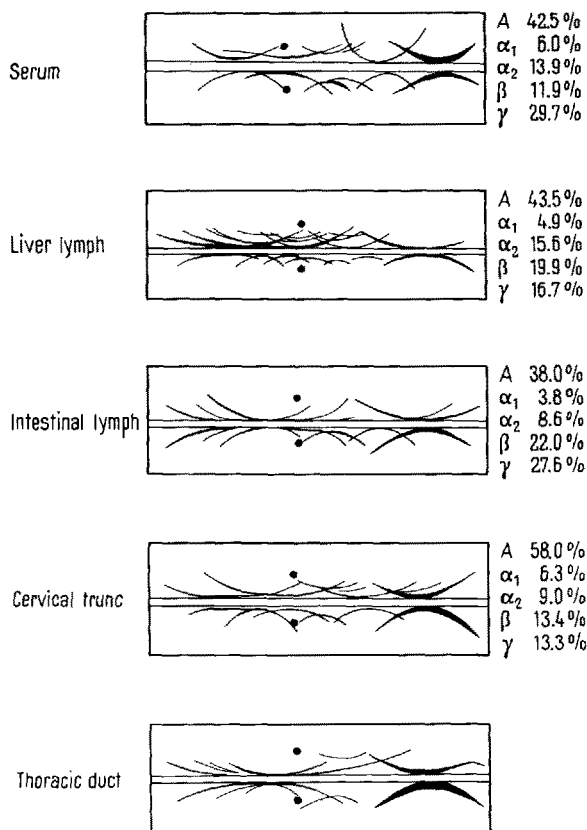 Serum
A 42.5%
α1 6.0%
α2 13.9%
β 11.9%
γ 29.7%
Liver lymph
A 43.5%
α1 4.9%
α2 15.6%
β 19.9%
γ 16.7%
Intestinal lymph
A 38.0%
α1 3.8%
α2 8.6%
β 22.0%
γ 27.6%
Cervical trunc
A 58.0%
α1 6.3%
α2 9.0%
β 13.4%
γ 13.3%
Thoracic duct